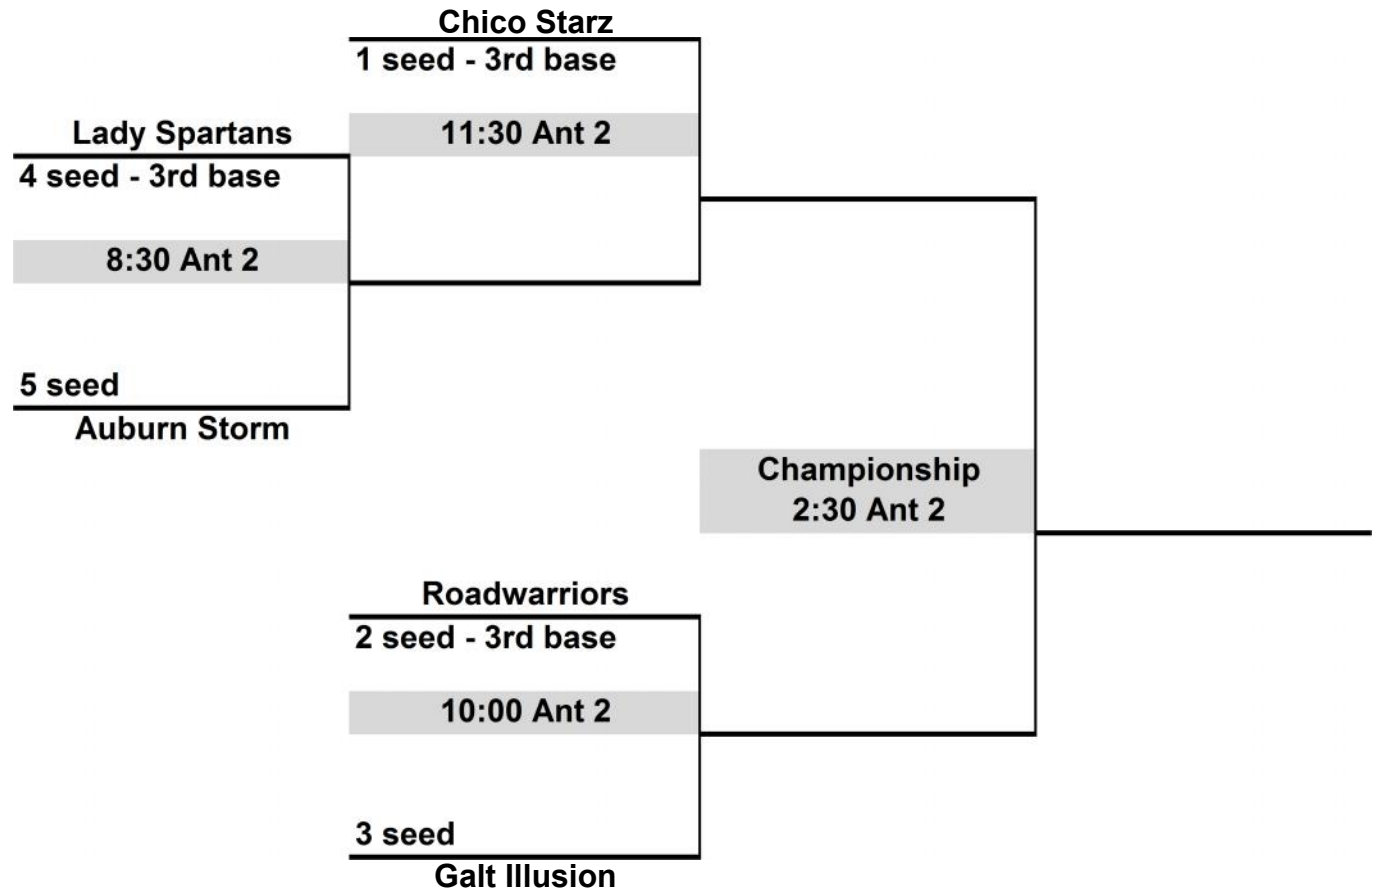 Chico Starz
1 seed - 3rd base
Lady Spartans
11:30 Ant 2
4 seed - 3rd base
8:30 Ant 2
5 seed
Auburn Storm
Championship
2:30 Ant 2
Roadwarriors
2 seed - 3rd base
10:00 Ant 2
3 seed
Galt Illusion